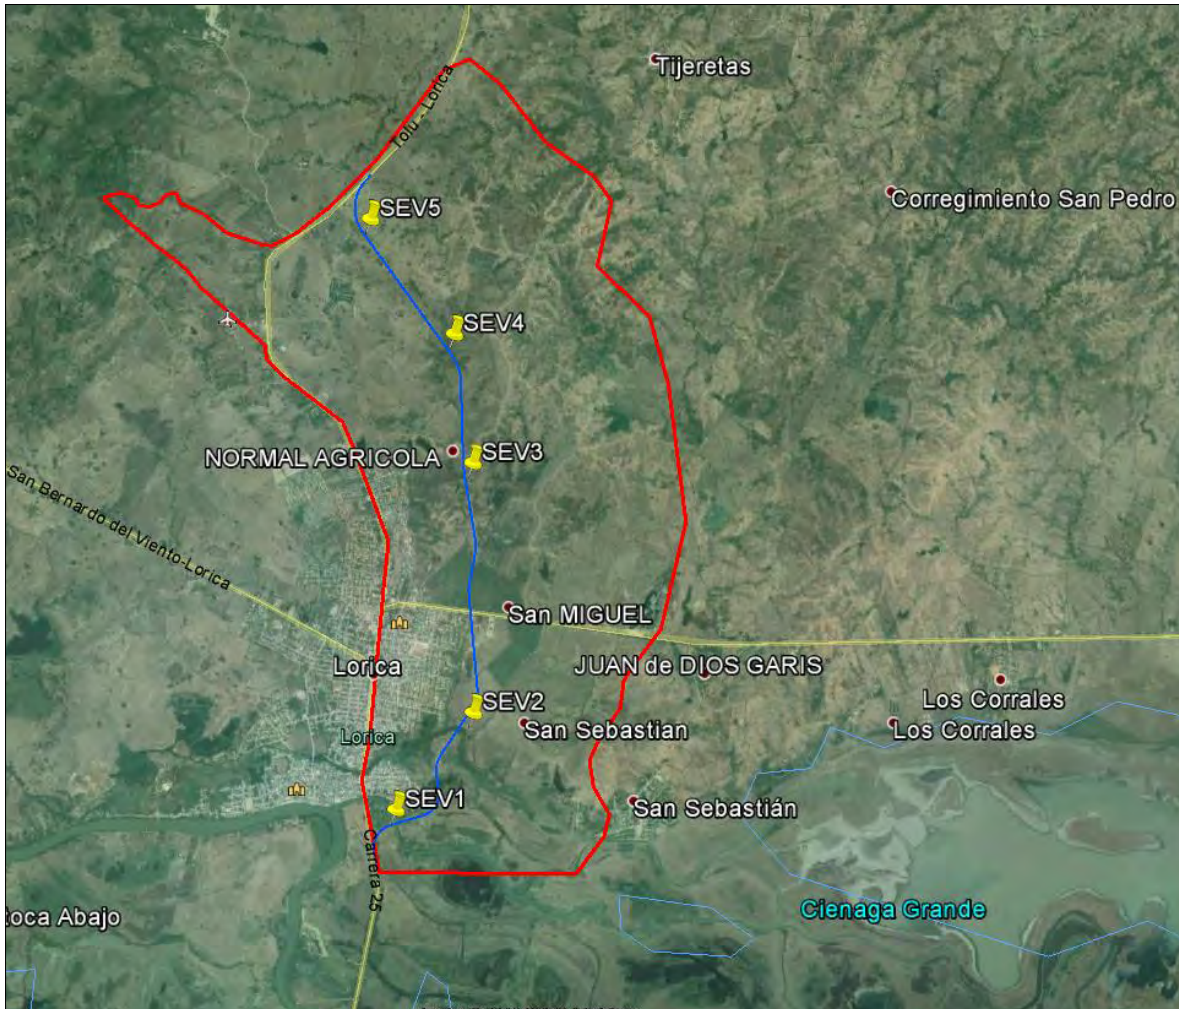 Tijeretas
Tolu - Lorica
Corregimiento San Pedro
SEV5
SEV4
NORMAL AGRICOLA
SEV3
San Bernardo del Viento-Lorica
San MIGUEL
Lorica
JUAN de DIOS GARIS
Los Corrales
SEV2
San Sebastian
Los Corrales
Lorica
SEV1
San Sebastián
Carrera 25
toca Abajo
Cienaga Grande